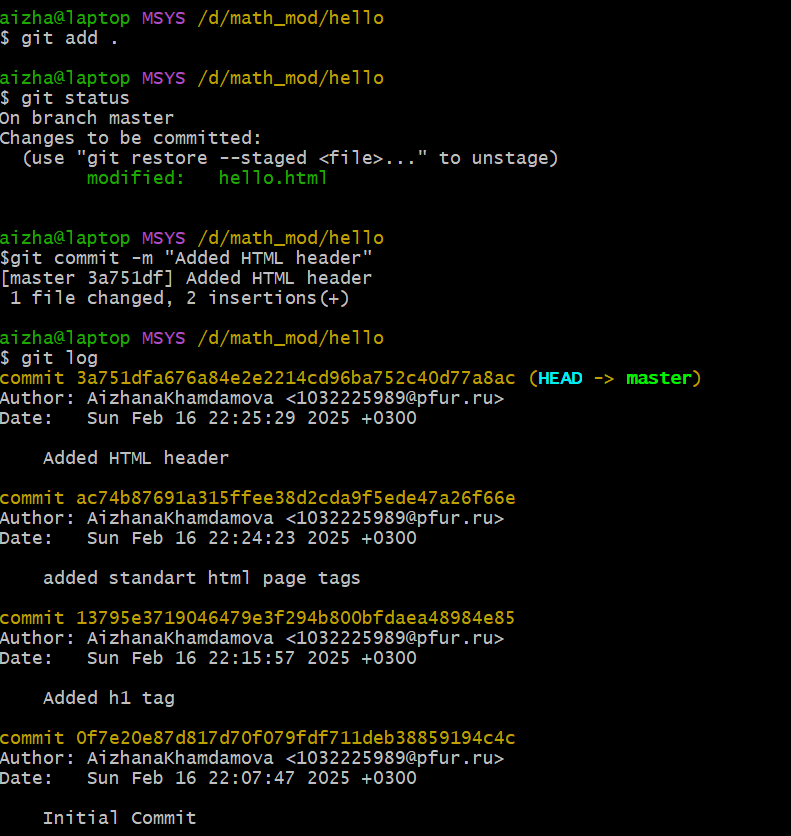 aizha@laptop MSYS /d/math_mod/hello
$ git add .
aizha@laptop MSYS /d/math_mod/hello
$ git status
On branch master
Changes to be committed:
  (use "git restore --staged <file>..." to unstage)
        modified:   hello.html
aizha@laptop MSYS /d/math_mod/hello
$git commit -m "Added HTML header"
[master 3a751df] Added HTML header
 1 file changed, 2 insertions(+)
aizha@laptop MSYS /d/math_mod/hello
$ git log
commit 3a751dfa676a84e2e2214cd96ba752c40d77a8ac (HEAD -> master)
Author: AizhanaKhamdamova <1032225989@pfur.ru>
Date:   Sun Feb 16 22:25:29 2025 +0300
    Added HTML header
commit ac74b87691a315ffee38d2cda9f5ede47a26f66e
Author: AizhanaKhamdamova <1032225989@pfur.ru>
Date:   Sun Feb 16 22:24:23 2025 +0300
    added standart html page tags
commit 13795e3719046479e3f294b800bfdaea48984e85
Author: AizhanaKhamdamova <1032225989@pfur.ru>
Date:   Sun Feb 16 22:15:57 2025 +0300
    Added h1 tag
commit 0f7e20e87d817d70f079fdf711deb38859194c4c
Author: AizhanaKhamdamova <1032225989@pfur.ru>
Date:   Sun Feb 16 22:07:47 2025 +0300
    Initial Commit